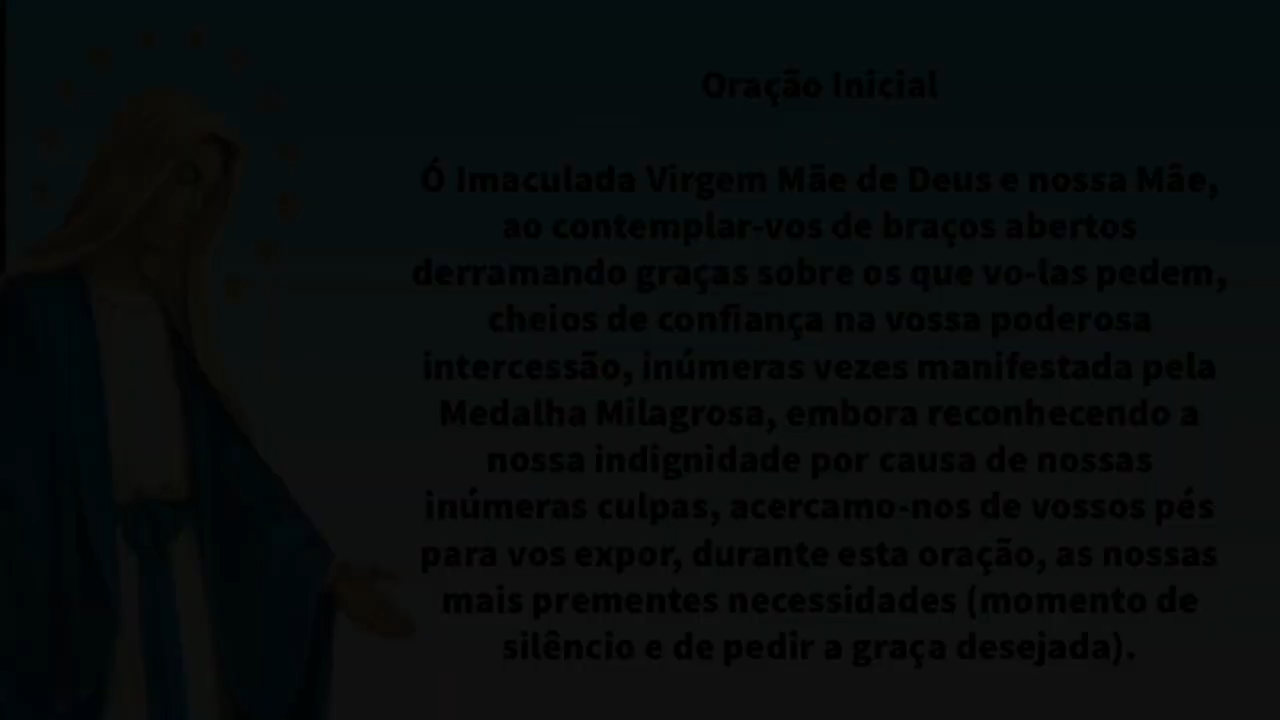 Oração Inicial
Ó Imaculada Virgem Mãe de Deus e nossa Mãe,
ao contemplar-vos de braços abertos
derramando graças sobre os que vo-las pedem,
cheios de confiança na vossa poderosa
intercessão, inúmeras vezes manifestada pela
Medalha Milagrosa, embora reconhecendo a
nossa indignidade por causa de nossas
inúmeras culpas, acercamo-nos de vossos pés
para vos expor, durante esta oração, as nossas
mais prementes necessidades (momento de
silêncio e de pedir a graça desejada).